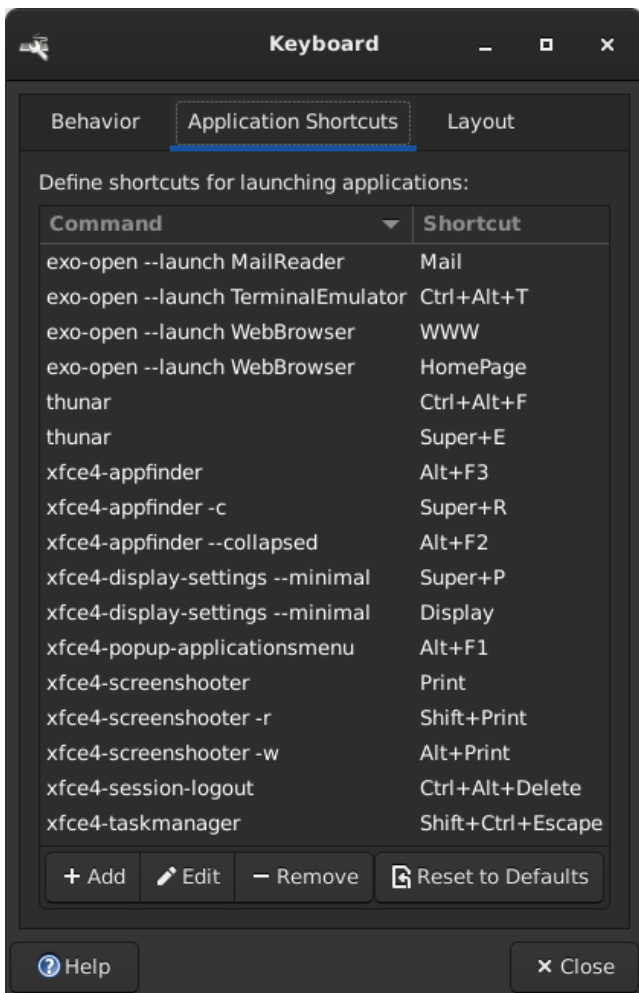 Keyboard
Behavior Application Shortcuts Layout
Define shortcuts for launching applications:
Command Shortcut
exo-open --launch MailReader Mail
exo-open --launch TerminalEmulator Ctrl+Alt+T
exo-open --launch WebBrowser WWW
exo-open --launch WebBrowser HomePage
thunar Ctrl+Alt+F
thunar Super+E
xfce4-appfinder Alt+F3
xfce4-appfinder -c Super+R
xfce4-appfinder --collapsed Alt+F2
xfce4-display-settings --minimal Super+P
xfce4-display-settings --minimal Display
xfce4-popup-applicationsmenu Alt+F1
xfce4-screenshooter Print
xfce4-screenshooter -r Shift+Print
xfce4-screenshooter -w Alt+Print
xfce4-session-logout Ctrl+Alt+Delete
xfce4-taskmanager Shift+Ctrl+Escape
+ Add Edit − Remove Reset to Defaults
? Help × Close